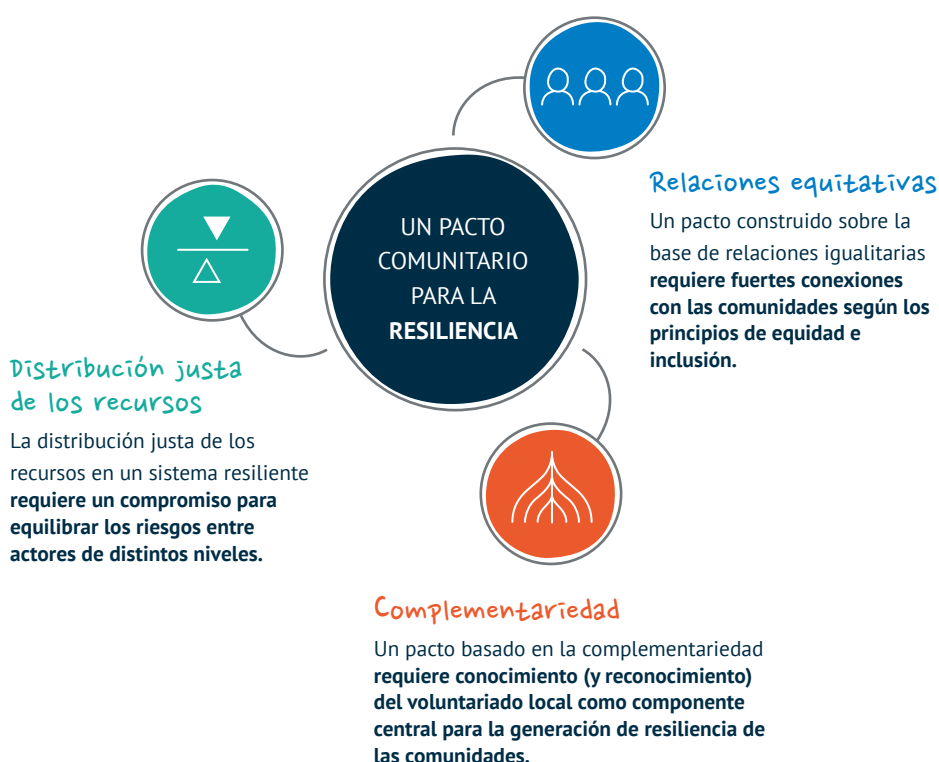 UN PACTO
COMUNITARIO
PARA LA
RESILIENCIA
Relaciones equitativas
Un pacto construido sobre la
base de relaciones igualitarias
requiere fuertes conexiones
con las comunidades según los
principios de equidad e
inclusión.
Distribución justa
de los recursos
La distribución justa de los
recursos en un sistema resiliente
requiere un compromiso para
equilibrar los riesgos entre
actores de distintos niveles.
Complementariedad
Un pacto basado en la complementariedad
requiere conocimiento (y reconocimiento)
del voluntariado local como componente
central para la generación de resiliencia de
las comunidades.